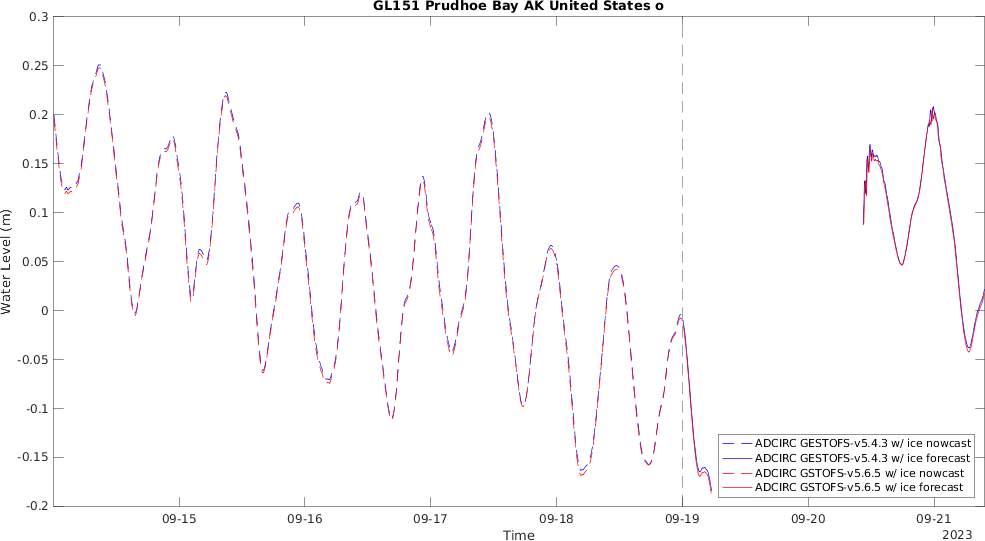 GL151 Prudhoe Bay AK United States o
0.3
0.25
0.2
0.15
0.1
0.05
0
-0.05
-0.1
-0.15
-0.2
Water Level (m)
ADCIRC GESTOFS-v5.4.3 w/ ice nowcast
ADCIRC GESTOFS-v5.4.3 w/ ice forecast
ADCIRC GSTOFS-v5.6.5 w/ ice nowcast
ADCIRC GSTOFS-v5.6.5 w/ ice forecast
09-15 09-16 09-17 09-18 09-19 09-20 09-21
Time
2023